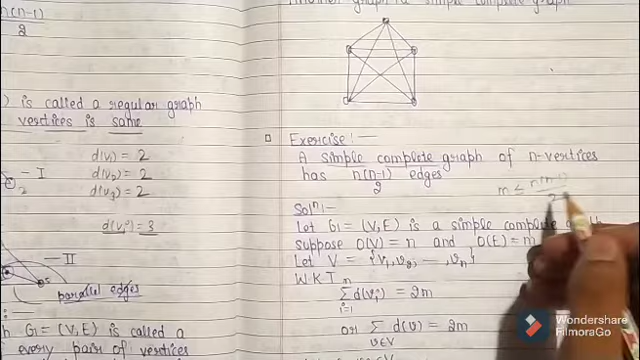 n(n-1)
2
) is called a regular graph
vertices is same
— I
2
d(v₁) = 2
d(v₂) = 2
d(v₃) = 2
d(vᵢ) = 3
— II
parallel edges
h G₁ = (V,E) is called a
every pair of vertices
Another graph a simple complete graph
Exercise:—
A simple complete graph of n-vertices
has n(n-1)/2 edges
m ≤ n(n-1)/2
Solⁿ:-
Let G₁ = (V,E) is a simple complete
suppose O(V) = n and O(E) = m
Let V = {v₁, v₂, —, vₙ}
W.K.T
n
∑ d(vᵢ) = 2m
i=1
or ∑ d(v) = 2m
v∈V
Wondershare
FilmoraGo